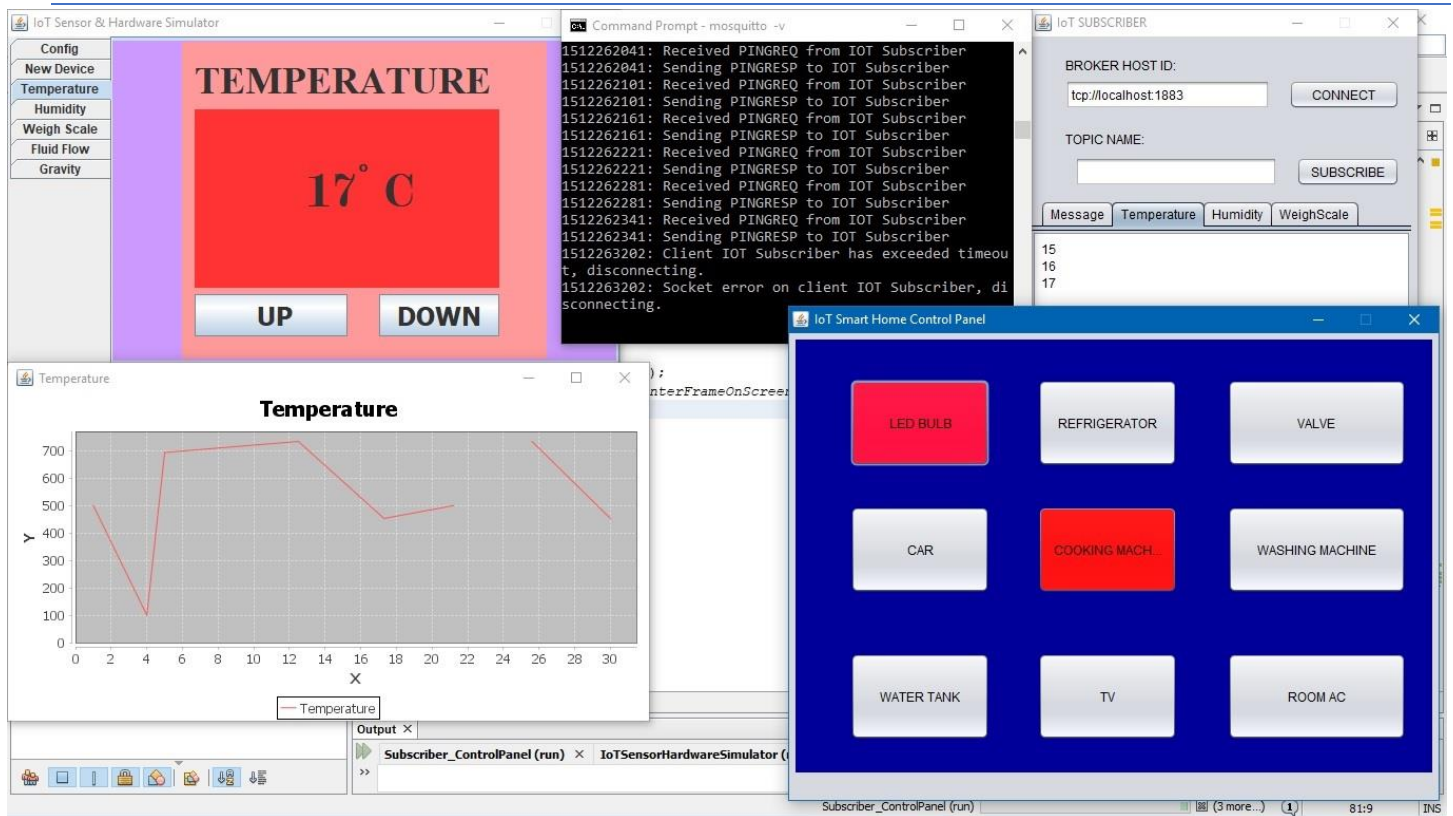 IoT Sensor & Hardware Simulator
Config
New Device
Temperature
Humidity
Weigh Scale
Fluid Flow
Gravity
TEMPERATURE
17° C
UP
DOWN
Command Prompt - mosquitto -v
1512262041: Received PINGREQ from IOT Subscriber
1512262041: Sending PINGRESP to IOT Subscriber
1512262101: Received PINGREQ from IOT Subscriber
1512262101: Sending PINGRESP to IOT Subscriber
1512262161: Received PINGREQ from IOT Subscriber
1512262161: Sending PINGRESP to IOT Subscriber
1512262221: Received PINGREQ from IOT Subscriber
1512262221: Sending PINGRESP to IOT Subscriber
1512262281: Received PINGREQ from IOT Subscriber
1512262281: Sending PINGRESP to IOT Subscriber
1512262341: Received PINGREQ from IOT Subscriber
1512262341: Sending PINGRESP to IOT Subscriber
1512263202: Client IOT Subscriber has exceeded timeou
t, disconnecting.
1512263202: Socket error on client IOT Subscriber, di
sconnecting.
IoT SUBSCRIBER
BROKER HOST ID:
tcp://localhost:1883
CONNECT
TOPIC NAME:
SUBSCRIBE
Message Temperature Humidity WeighScale
15
16
17
);
nterFrameOnScreen
IoT Smart Home Control Panel
LED BULB REFRIGERATOR VALVE
CAR COOKING MACH... WASHING MACHINE
WATER TANK TV ROOM AC
Temperature
Temperature
700
600
500
400
300
200
100
0
Y
0 2 4 6 8 10 12 14 16 18 20 22 24 26 28 30
X
Temperature
Output
Subscriber_ControlPanel (run) IoTSensorHardwareSimulator (
>>
Subscriber_ControlPanel (run) (3 more...) 1 81:9 INS